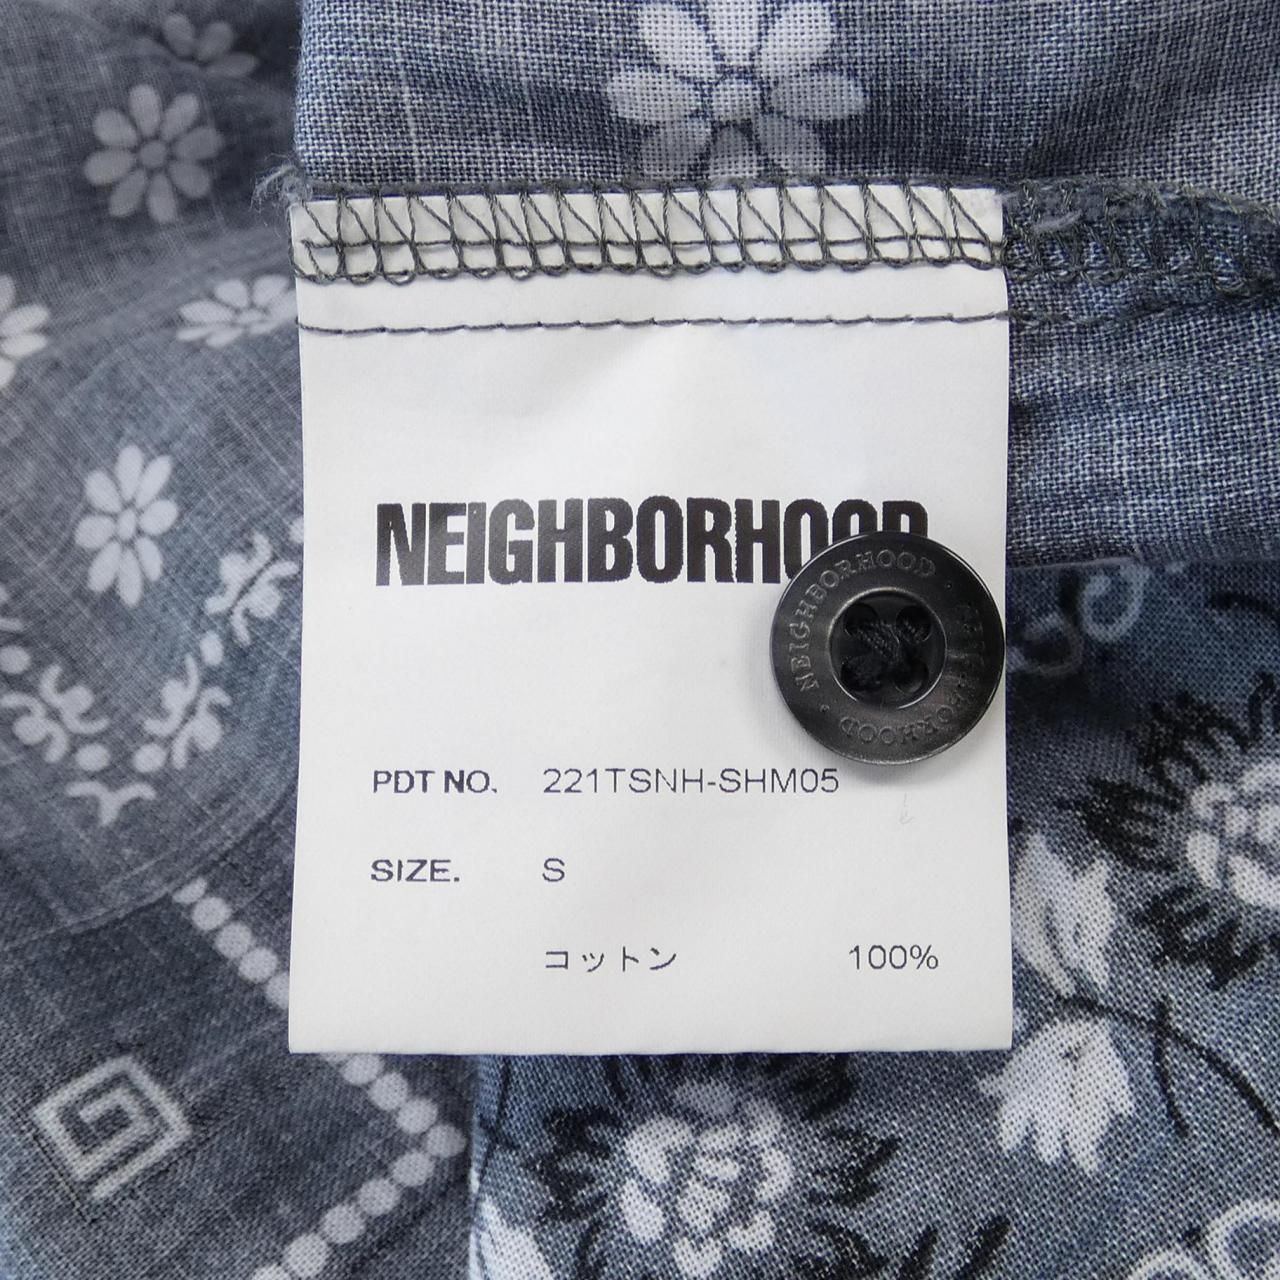 NEIGHBORHOOD
NEIGHBORHOOD · NEIGHBORHOOD ·
PDT NO. 221TSNH-SHM05
SIZE. S
コットン 100%